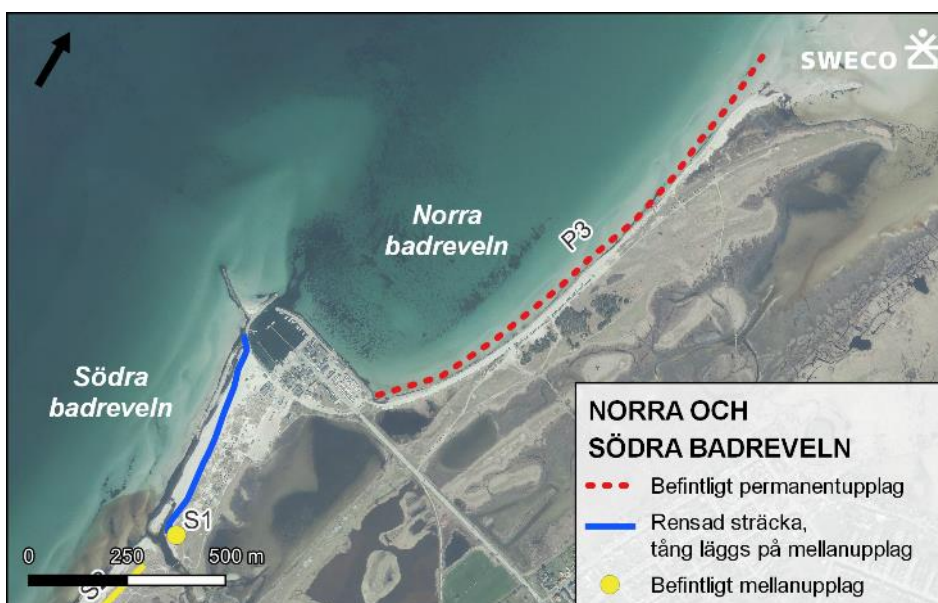 SWECO
Norra
badreveln
P3
Södra
badreveln
S1
0 250 500 m
NORRA OCH
SÖDRA BADREVELN
Befintligt permanentupplag
Rensad sträcka,
tång läggs på mellanupplag
Befintligt mellanupplag